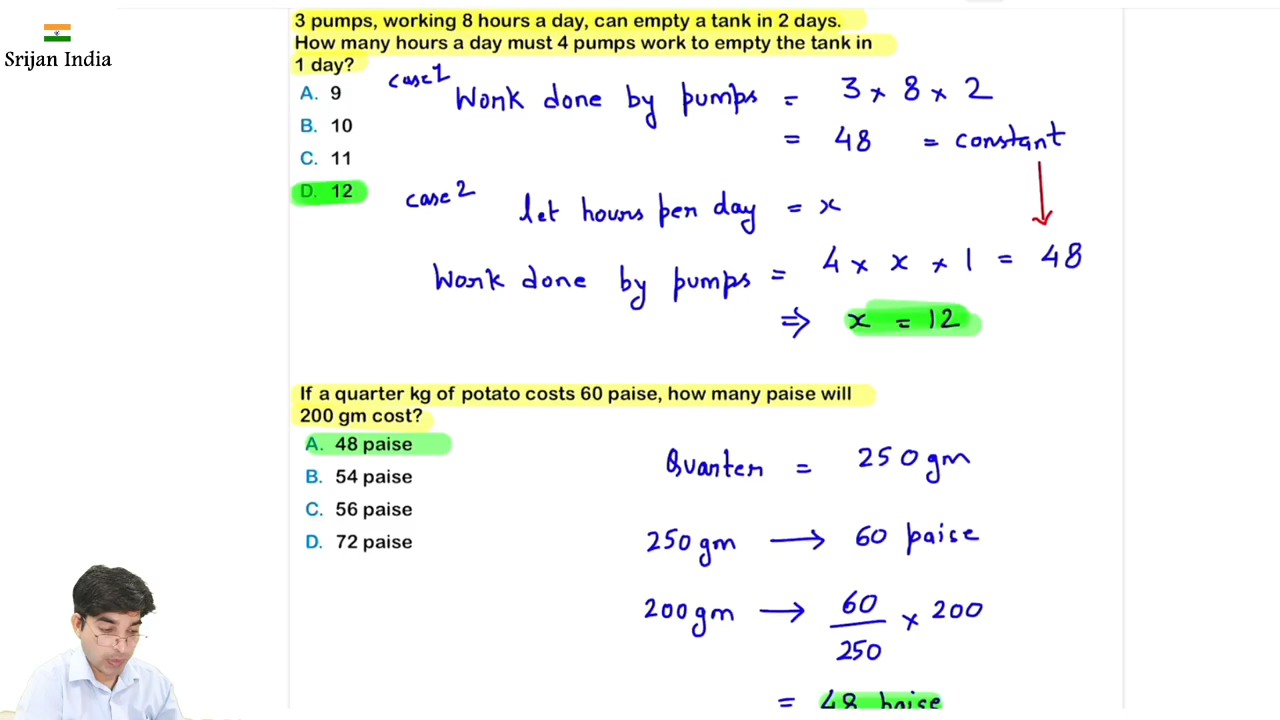 Srijan India
3 pumps, working 8 hours a day, can empty a tank in 2 days.
How many hours a day must 4 pumps work to empty the tank in
1 day?
A. 9
B. 10
C. 11
D. 12
case 1
Work done by pumps = 3 × 8 × 2
= 48 = constant
case 2
let hours per day = x
Work done by pumps = 4 × x × 1 = 48
⇒ x = 12
If a quarter kg of potato costs 60 paise, how many paise will
200 gm cost?
A. 48 paise
B. 54 paise
C. 56 paise
D. 72 paise
Quarter = 250 gm
250 gm → 60 paise
200 gm → 60/250 × 200
= 48 paise